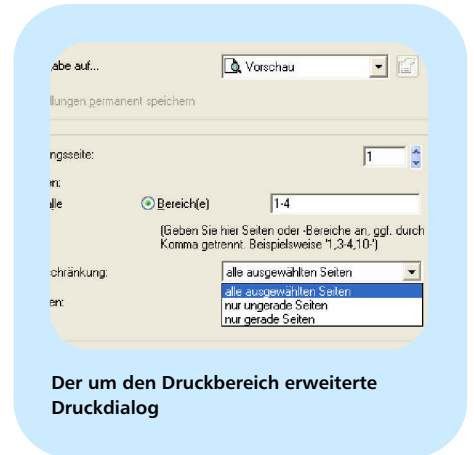 abe auf... Vorschau
llungen permanent speichern
ngsseite: 1
en:
alle Bereich(e) 1-4
(Geben Sie hier Seiten oder -Bereiche an, ggf. durch
Komma getrennt. Beispielsweise '1,3-4,10-')
chränkung: alle ausgewählten Seiten
alle ausgewählten Seiten
en: nur ungerade Seiten
nur gerade Seiten
Der um den Druckbereich erweiterte
Druckdialog